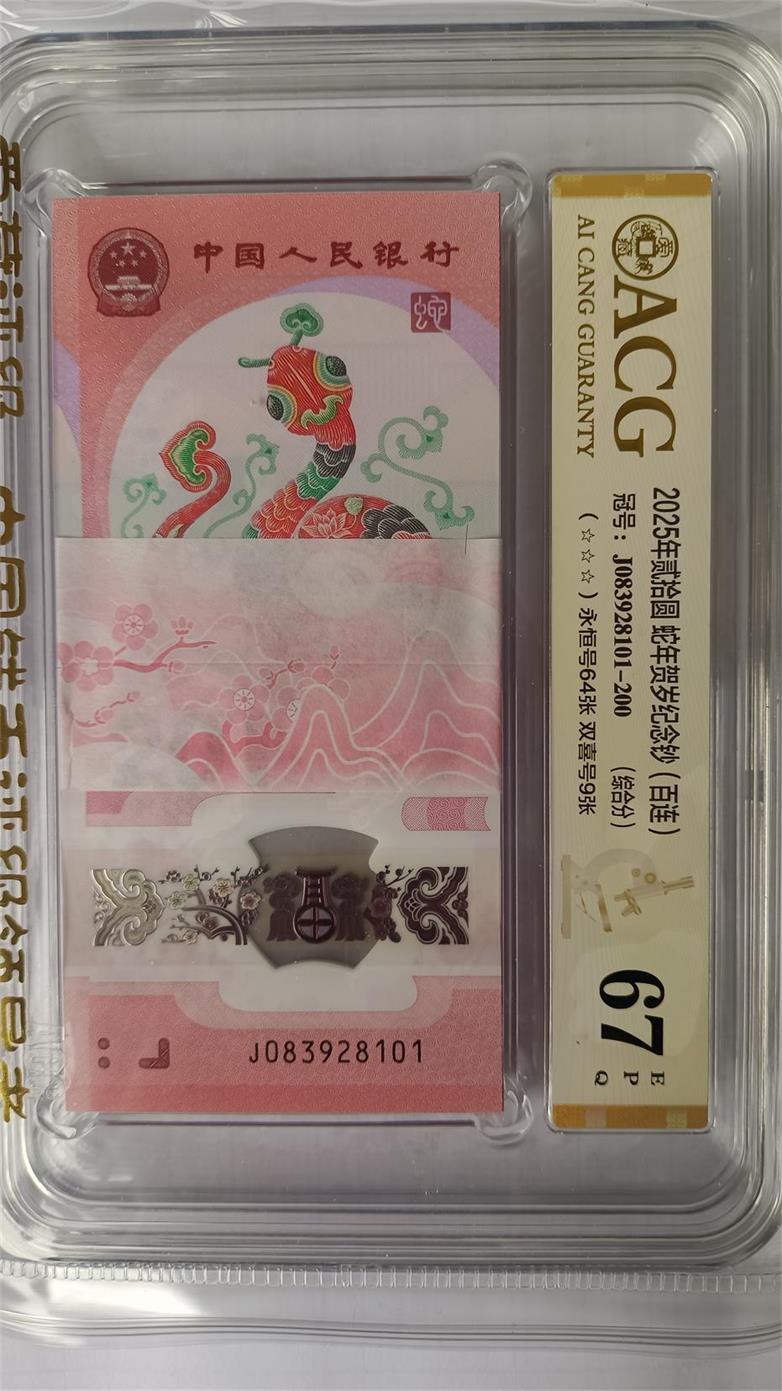 中国人民银行
蛇
J083928101
ACG
AI CANG GUARANTY
2025年贰拾圆 蛇年贺岁纪念钞（百连）
冠号：J083928101-200 （综合分）
（☆☆☆）永恒号64张 双喜号9张
67
E
P
Q